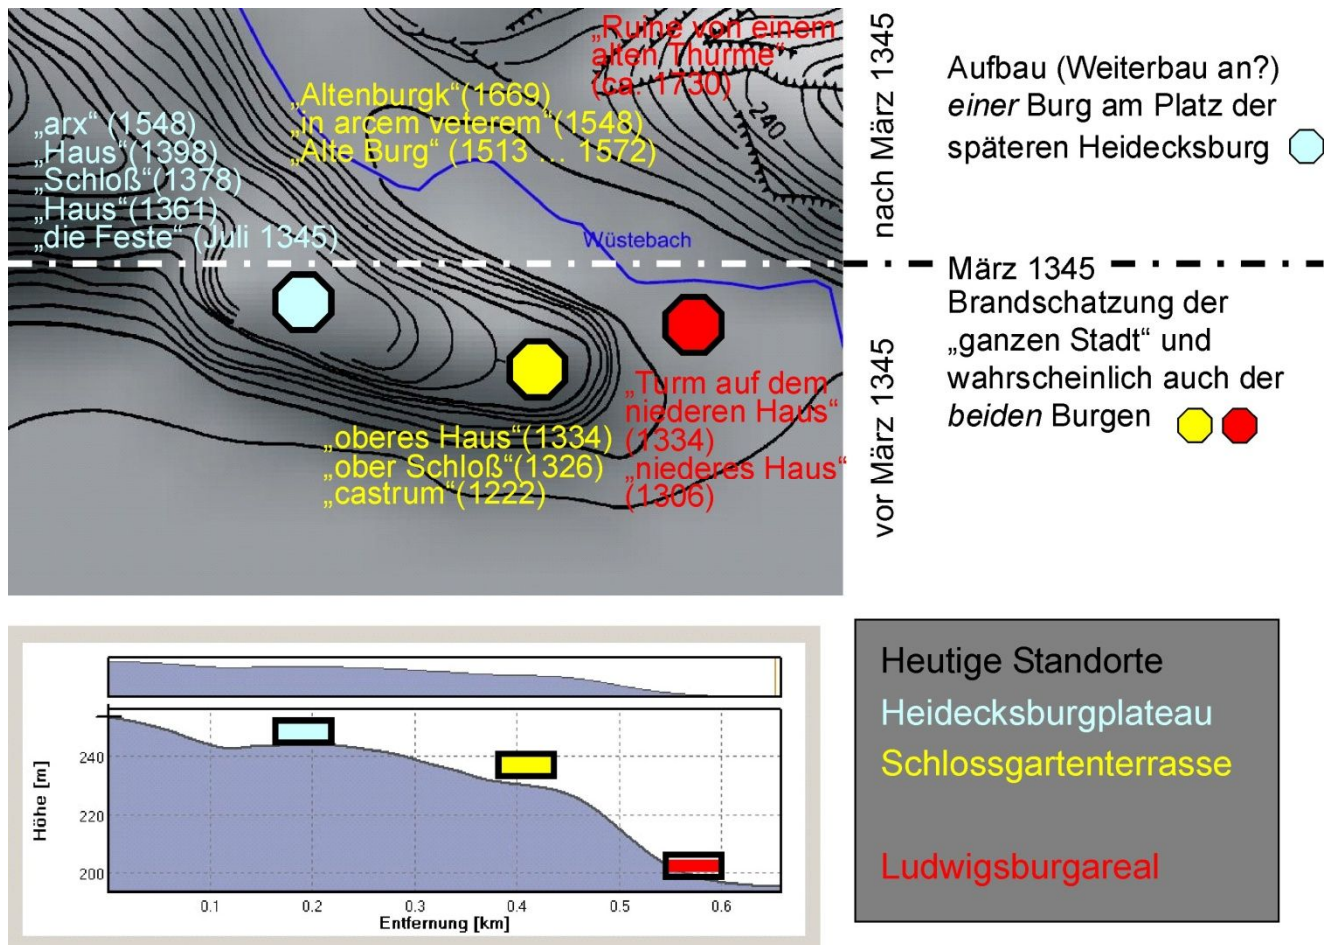 „Ruine von einem
alten Thurme“
(ca. 1730)
240
„Altenburgk“(1669)
„in arcem veterem“(1548)
„Alte Burg“ (1513 ... 1572)
„arx“ (1548)
„Haus“(1398)
„Schloß“(1378)
„Haus“(1361)
„die Feste“ (Juli 1345)
Wüstebach
„Turm auf dem
niederen Haus“
(1334)
„niederes Haus“
(1306)
„oberes Haus“(1334)
„ober Schloß“(1326)
„castrum“(1222)
nach März 1345
vor März 1345
Aufbau (Weiterbau an?)
einer Burg am Platz der
späteren Heidecksburg
März 1345
Brandschatzung der
„ganzen Stadt“ und
wahrscheinlich auch der
beiden Burgen
Höhe [m]
240
220
200
0.1 0.2 0.3 0.4 0.5 0.6
Entfernung [km]
Heutige Standorte
Heidecksburgplateau
Schlossgartenterrasse
Ludwigsburgareal